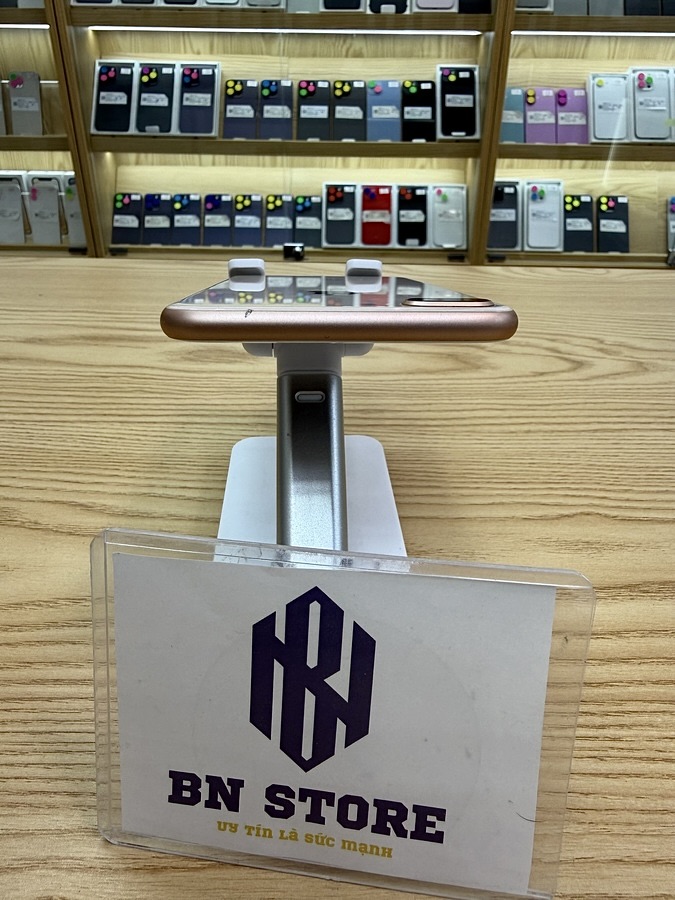 BN STORE
Uy Tín Là sức mạnH